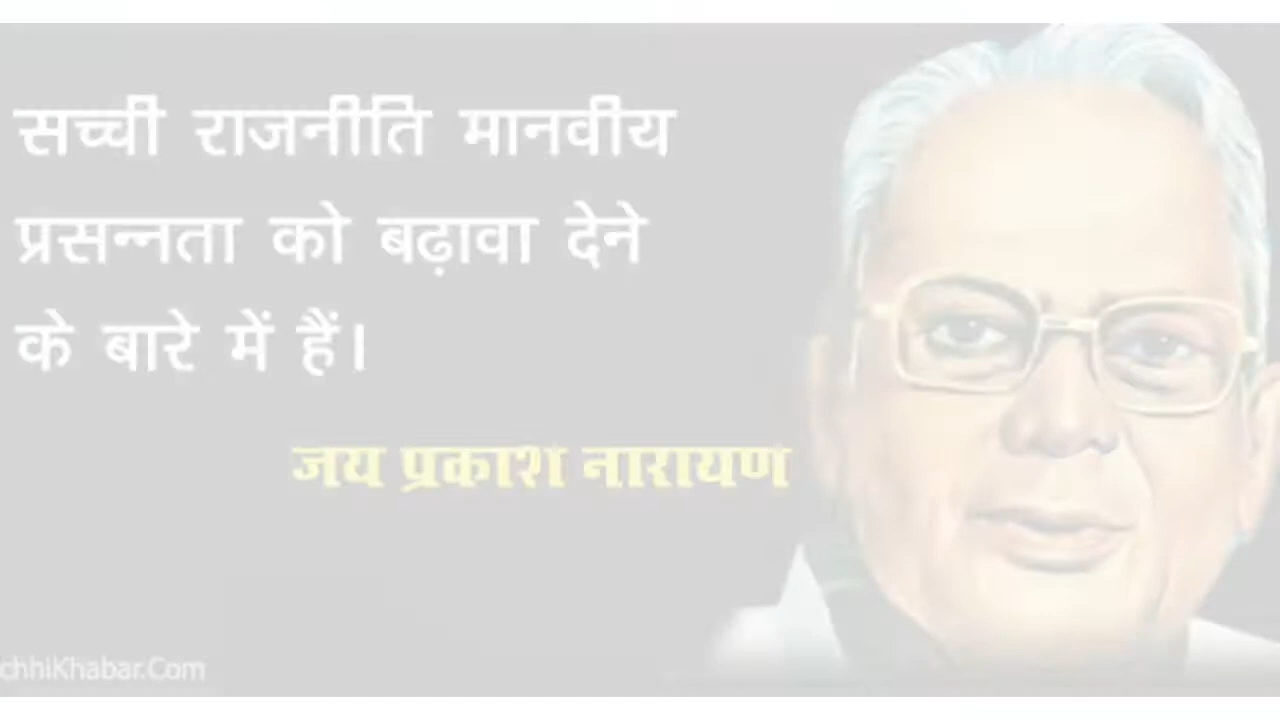 सच्ची राजनीति मानवीय
प्रसन्नता को बढ़ावा देने
के बारे में हैं।
जय प्रकाश नारायण
chhiKhabar.Com